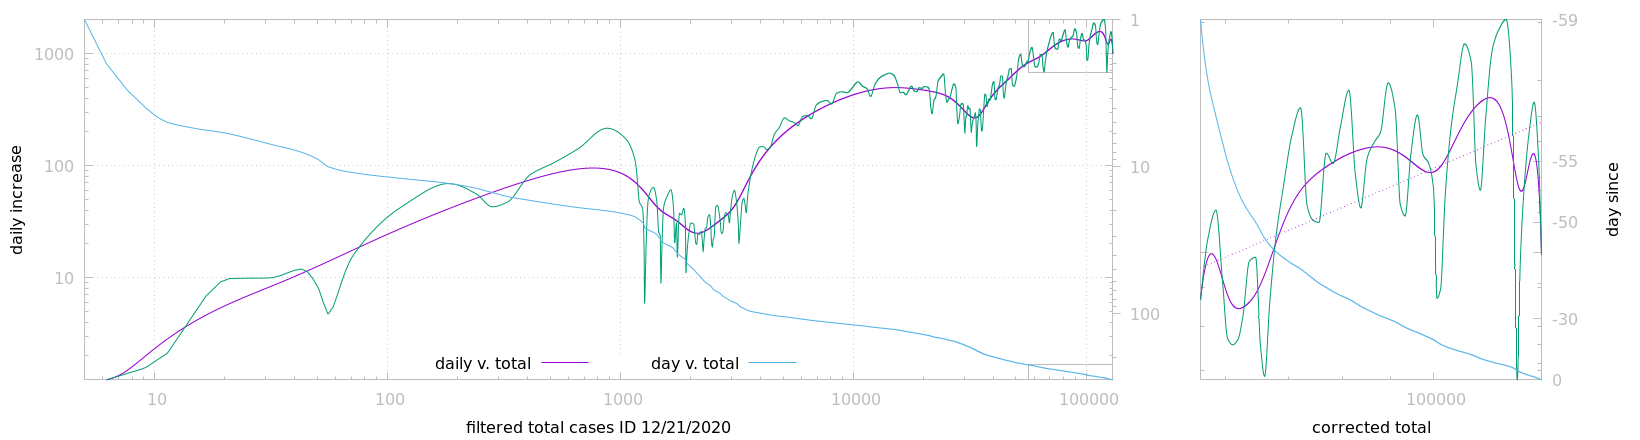 daily increase
1000
100
10
10
100
1000
10000
100000
1
10
100
daily v. total
day v. total
filtered total cases ID 12/21/2020
-59
-55
-50
-30
0
day since
100000
corrected total